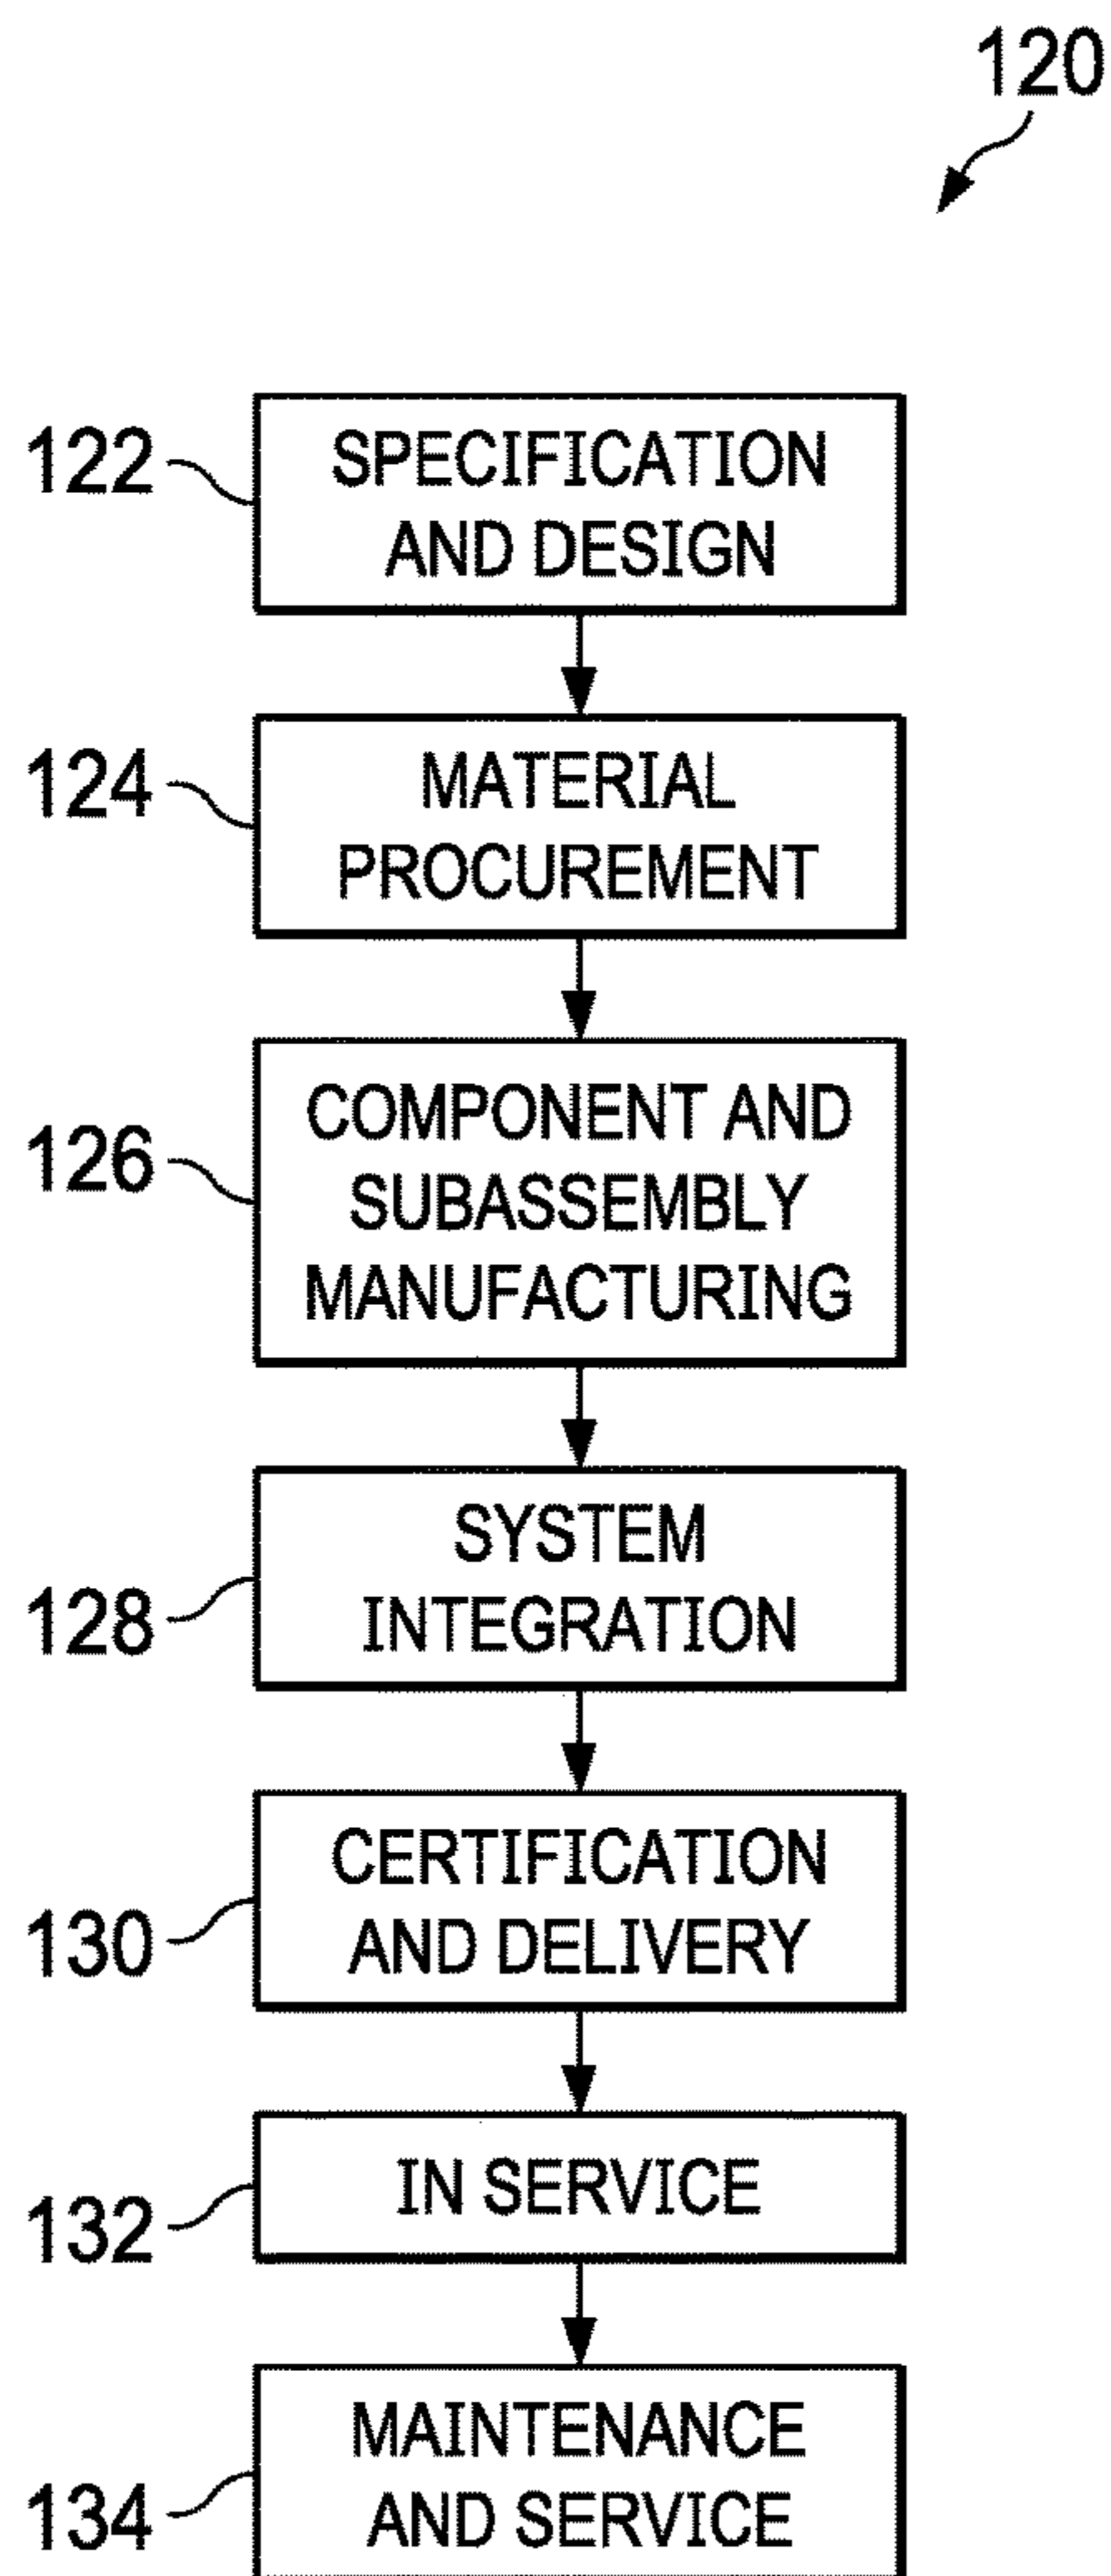 120
122
SPECIFICATION
AND DESIGN
124
MATERIAL
PROCUREMENT
126
COMPONENT AND
SUBASSEMBLY
MANUFACTURING
128
SYSTEM
INTEGRATION
130
CERTIFICATION
AND DELIVERY
132
IN SERVICE
134
MAINTENANCE
AND SERVICE